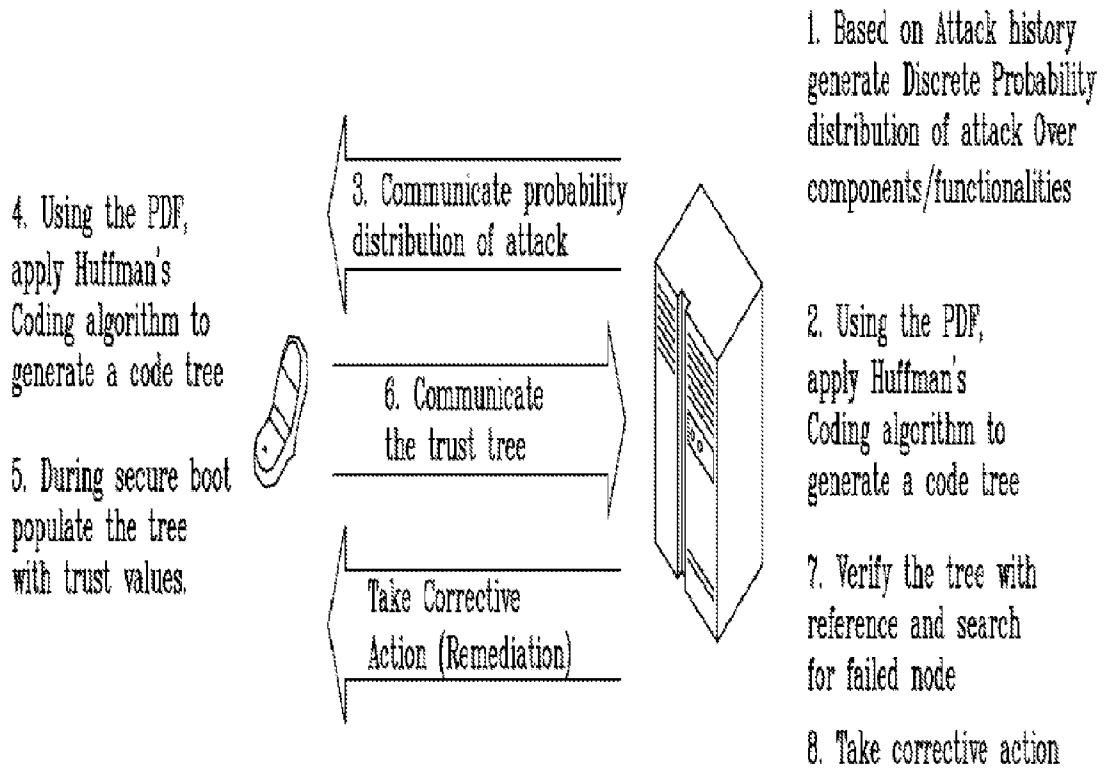 1. Based on Attack history
generate Discrete Probability
distribution of attack Over
components/functionalities
2. Using the PDF,
apply Huffman's
Coding algorithm to
generate a code tree
3. Communicate probability
distribution of attack
4. Using the PDF,
apply Huffman's
Coding algorithm to
generate a code tree
5. During secure boot
populate the tree
with trust values.
6. Communicate
the trust tree
7. Verify the tree with
reference and search
for failed node
8. Take corrective action
Take Corrective
Action (Remediation)